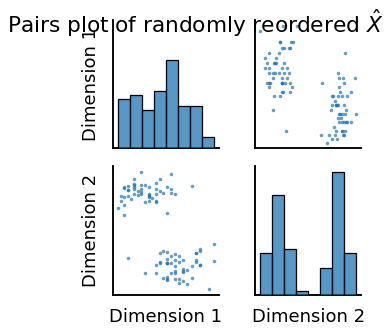 Pairs plot of randomly reordered X̂
Dimension 1
Dimension 2
Dimension 1
Dimension 2